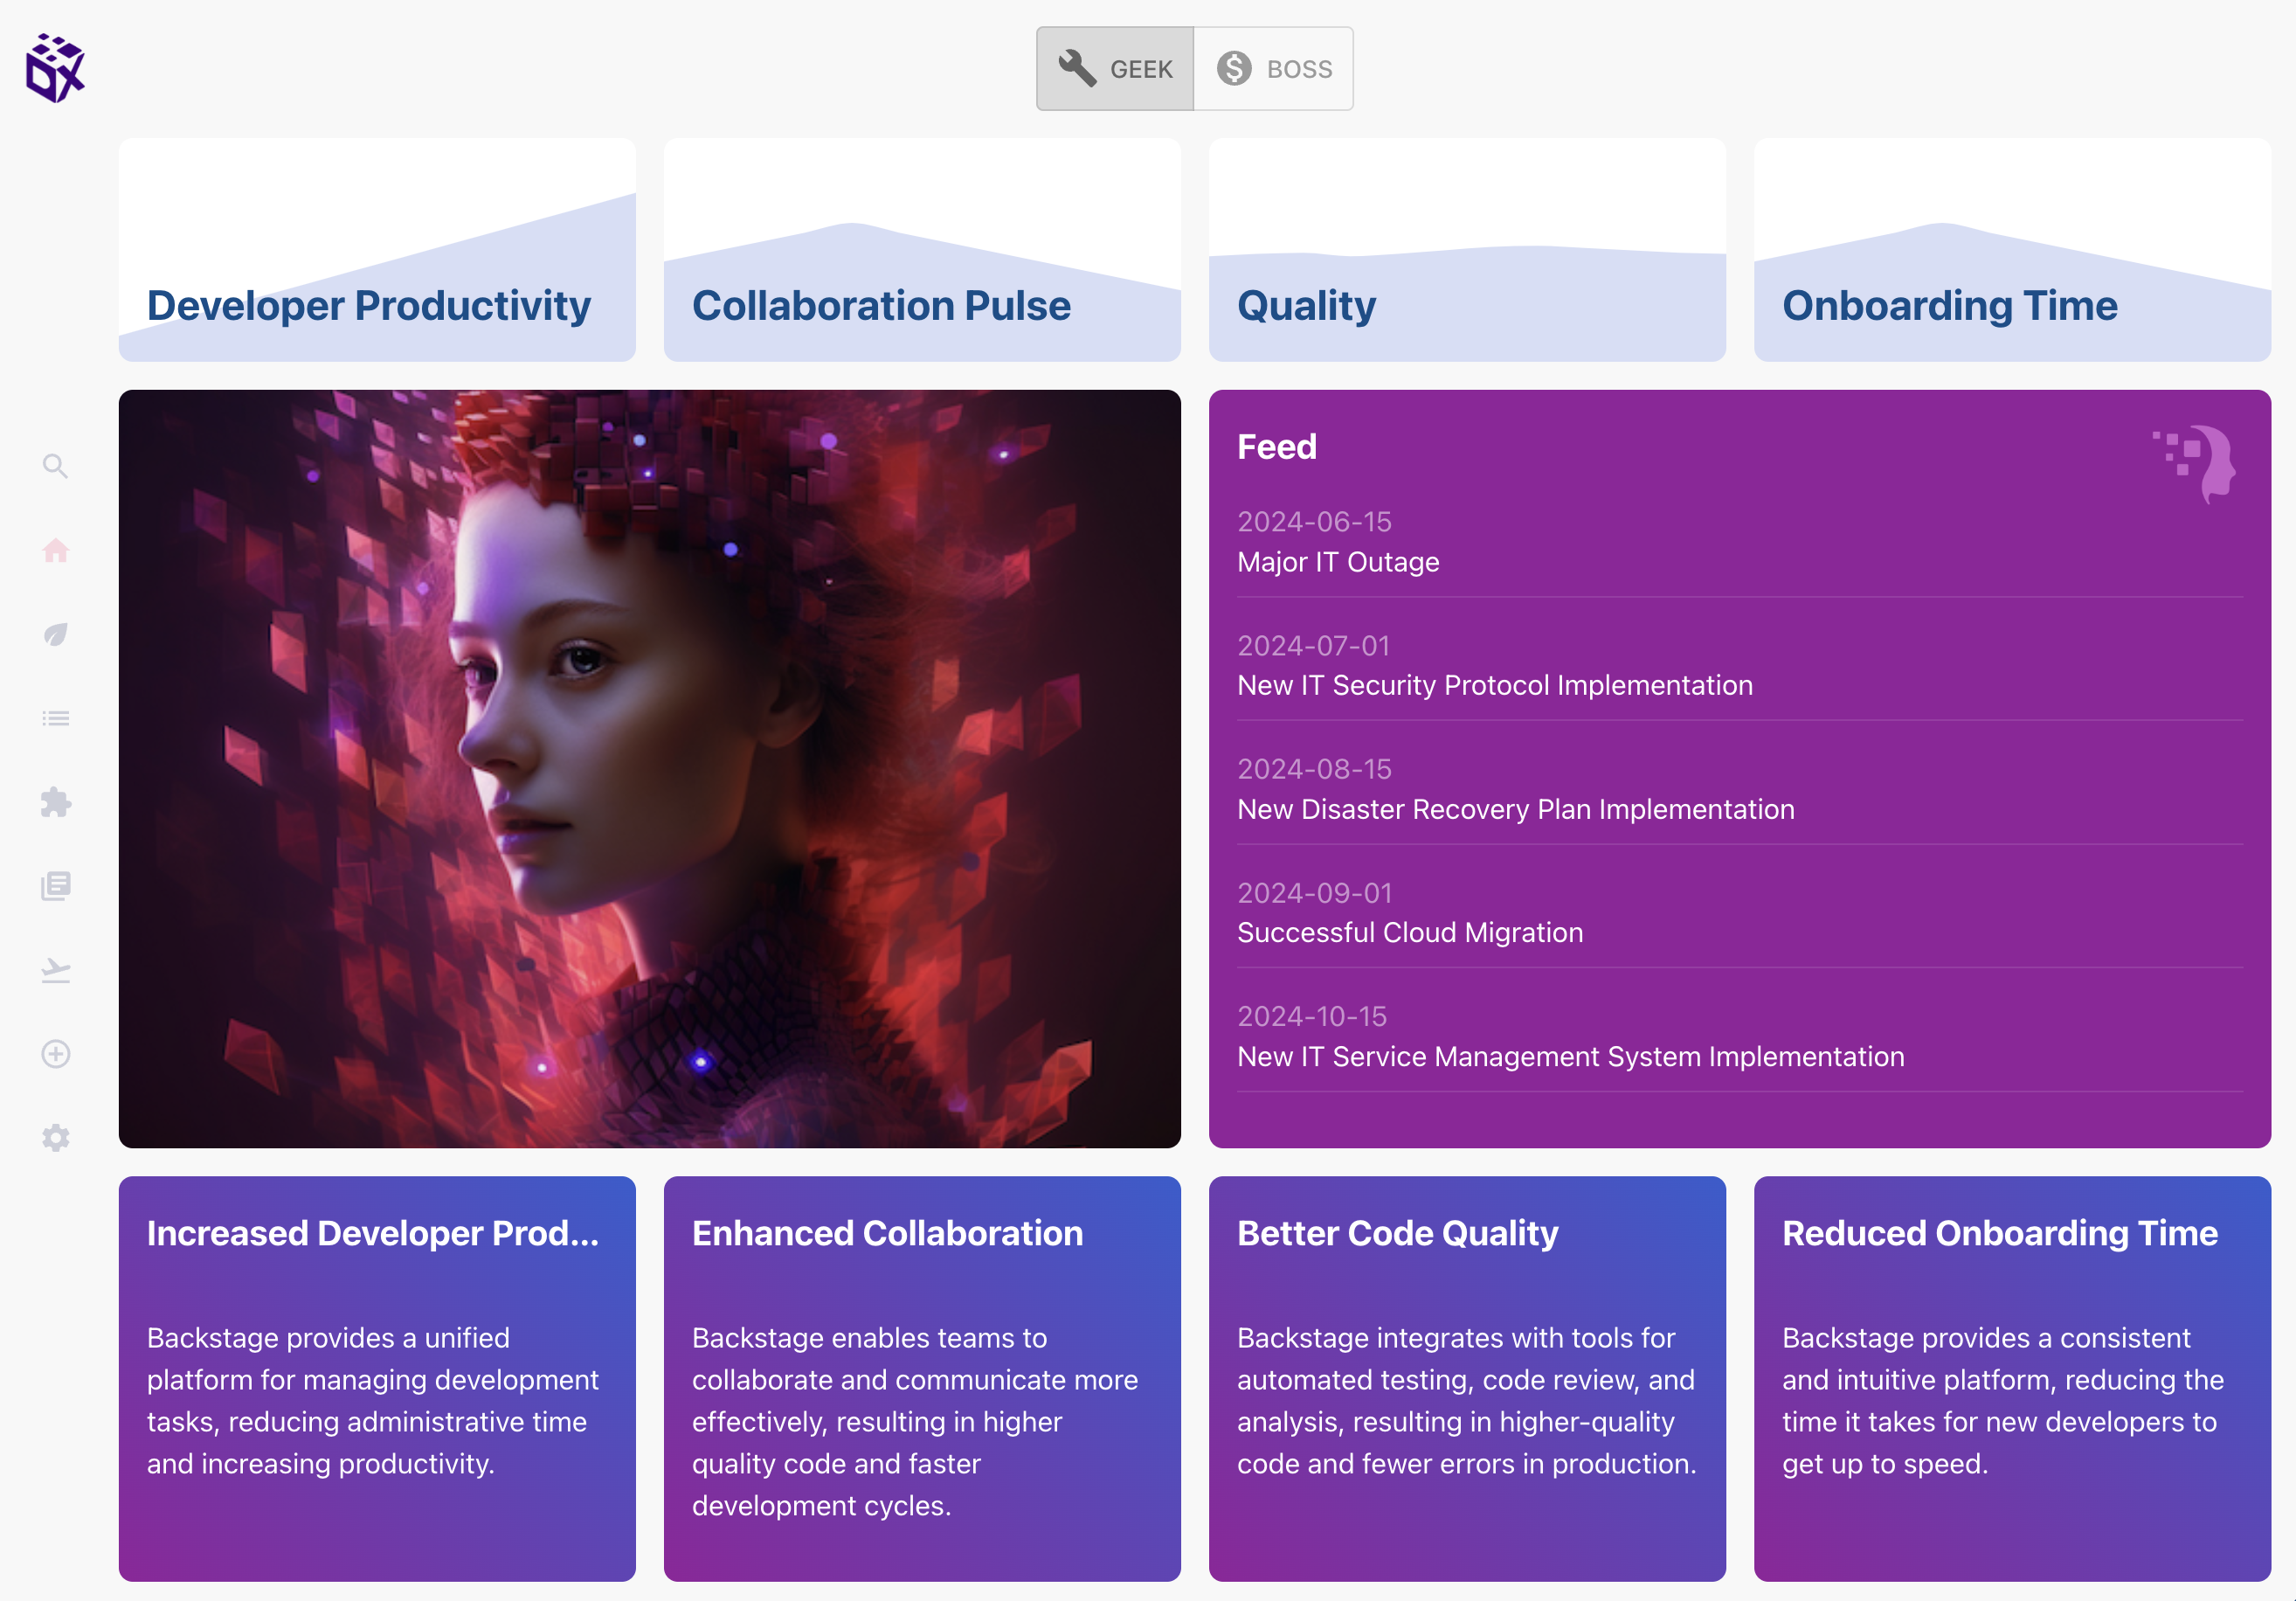 DX
GEEK
BOSS
Developer Productivity
Collaboration Pulse
Quality
Onboarding Time
Feed
2024-06-15
Major IT Outage
2024-07-01
New IT Security Protocol Implementation
2024-08-15
New Disaster Recovery Plan Implementation
2024-09-01
Successful Cloud Migration
2024-10-15
New IT Service Management System Implementation
Increased Developer Prod...
Backstage provides a unified
platform for managing development
tasks, reducing administrative time
and increasing productivity.
Enhanced Collaboration
Backstage enables teams to
collaborate and communicate more
effectively, resulting in higher
quality code and faster
development cycles.
Better Code Quality
Backstage integrates with tools for
automated testing, code review, and
analysis, resulting in higher-quality
code and fewer errors in production.
Reduced Onboarding Time
Backstage provides a consistent
and intuitive platform, reducing the
time it takes for new developers to
get up to speed.